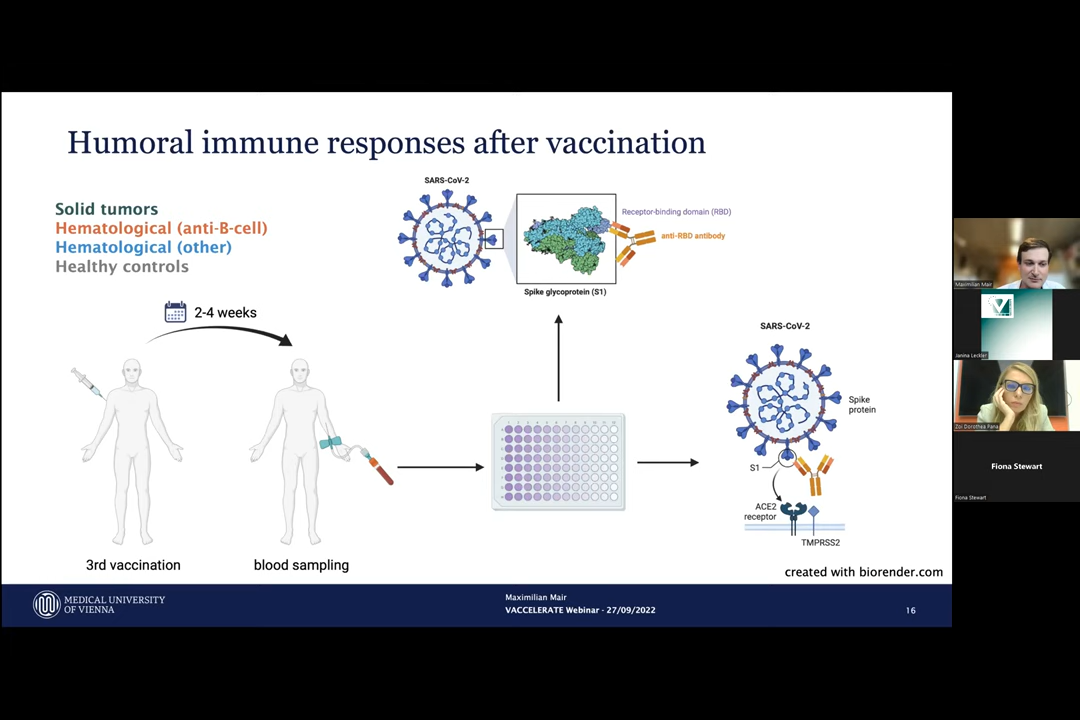 Humoral immune responses after vaccination
Solid tumors
Hematological (anti-B-cell)
Hematological (other)
Healthy controls
2-4 weeks
3rd vaccination
blood sampling
SARS-CoV-2
Receptor-binding domain (RBD)
anti-RBD antibody
Spike glycoprotein (S1)
SARS-CoV-2
Spike
protein
S1
ACE2
receptor
TMPRSS2
created with biorender.com
MEDICAL UNIVERSITY
OF VIENNA
Maximilian Mair
VACCELERATE Webinar - 27/09/2022
16
Maximilian Mair
Janina Leckler
Zoi Dorothea Pana
Fiona Stewart
Fiona Stewart